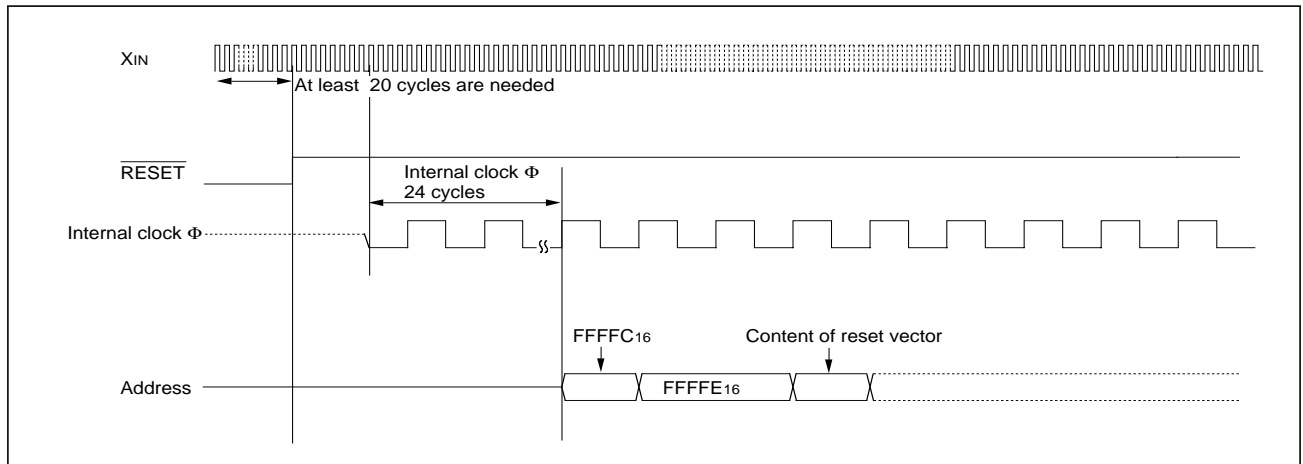 XIN
At least 20 cycles are needed
RESET
Internal clock Φ
24 cycles
Internal clock Φ
FFFFC16
Content of reset vector
Address
FFFFE16